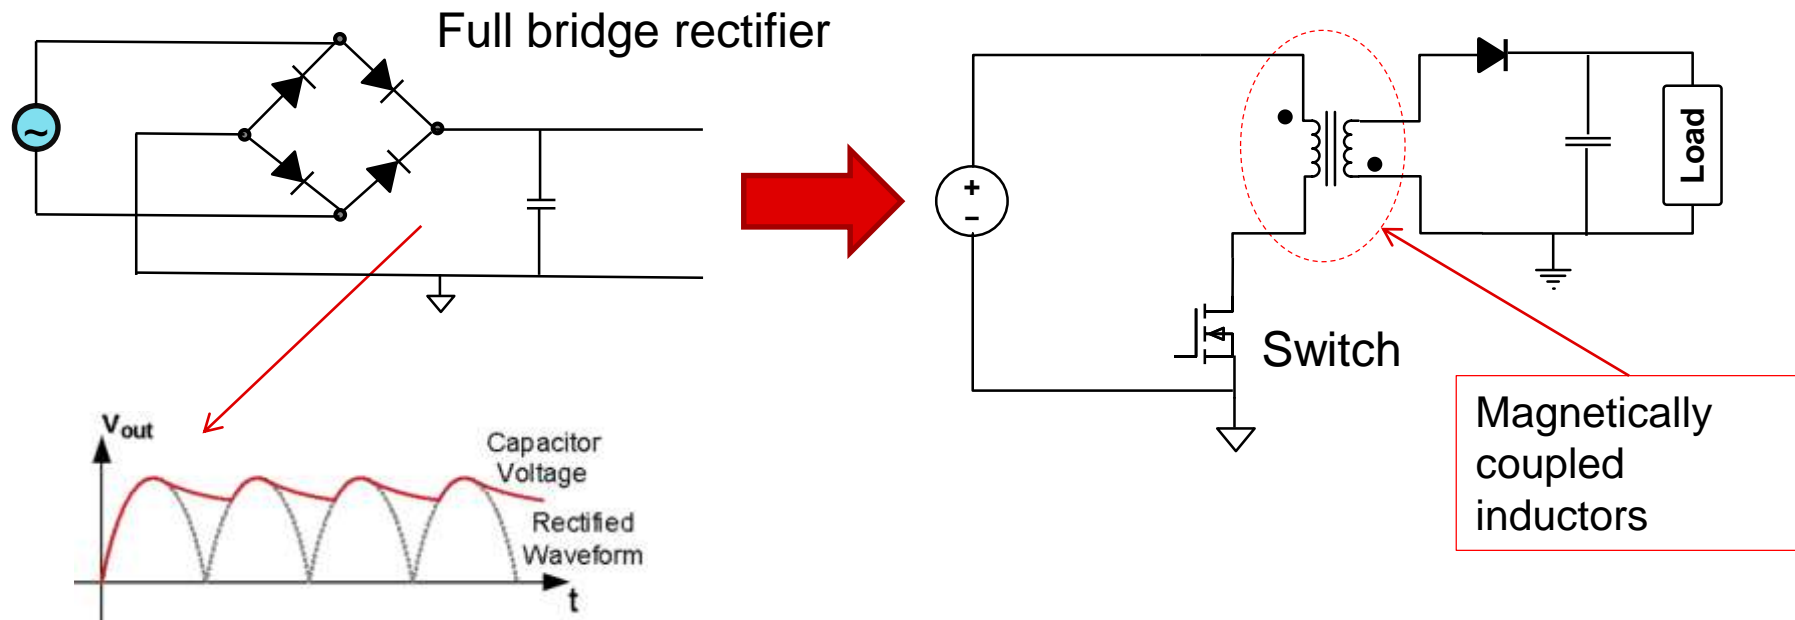 Full bridge rectifier
~
+
−
Load
Switch
Magnetically
coupled
inductors
Vout
Capacitor
Voltage
Rectified
Waveform
t